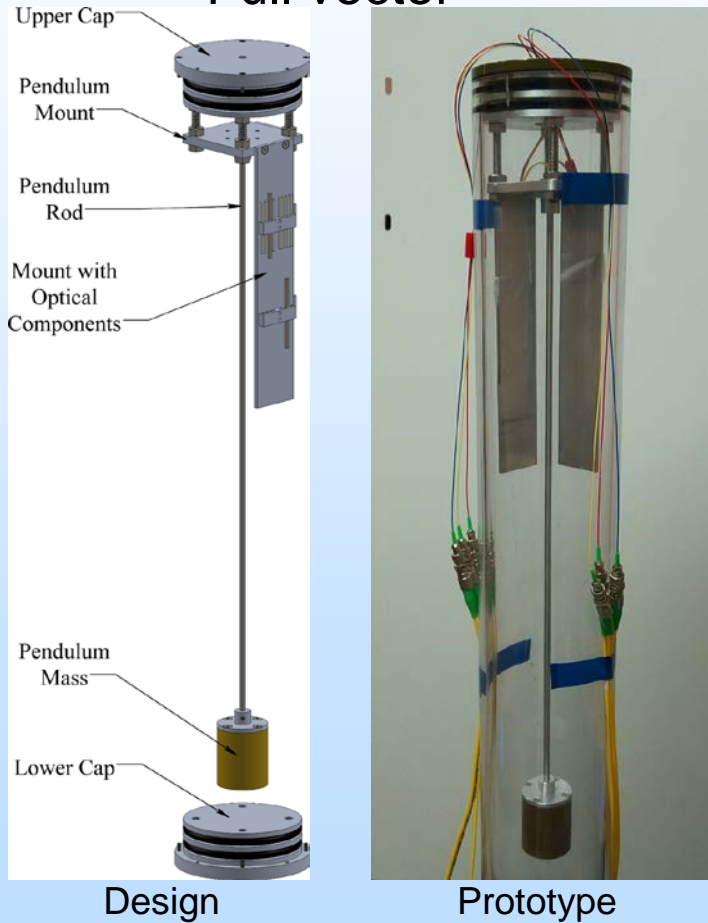 Upper Cap
Pendulum
Mount
Pendulum
Rod
Mount with
Optical
Components
Pendulum
Mass
Lower Cap
Design
Prototype